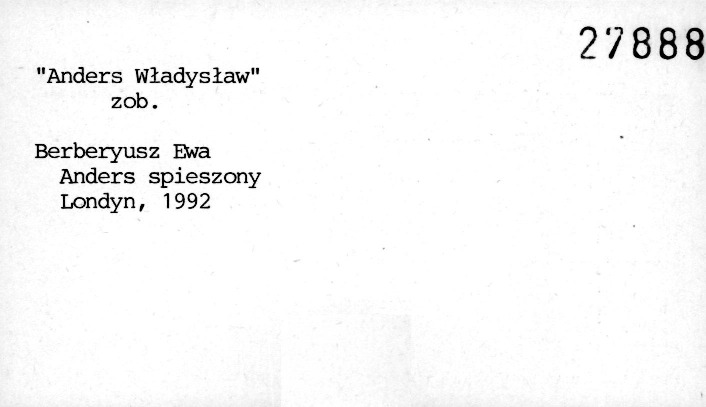 27888
"Anders Władysław"
zob.
Berberyusz Ewa
Anders spieszony
Londyn, 1992